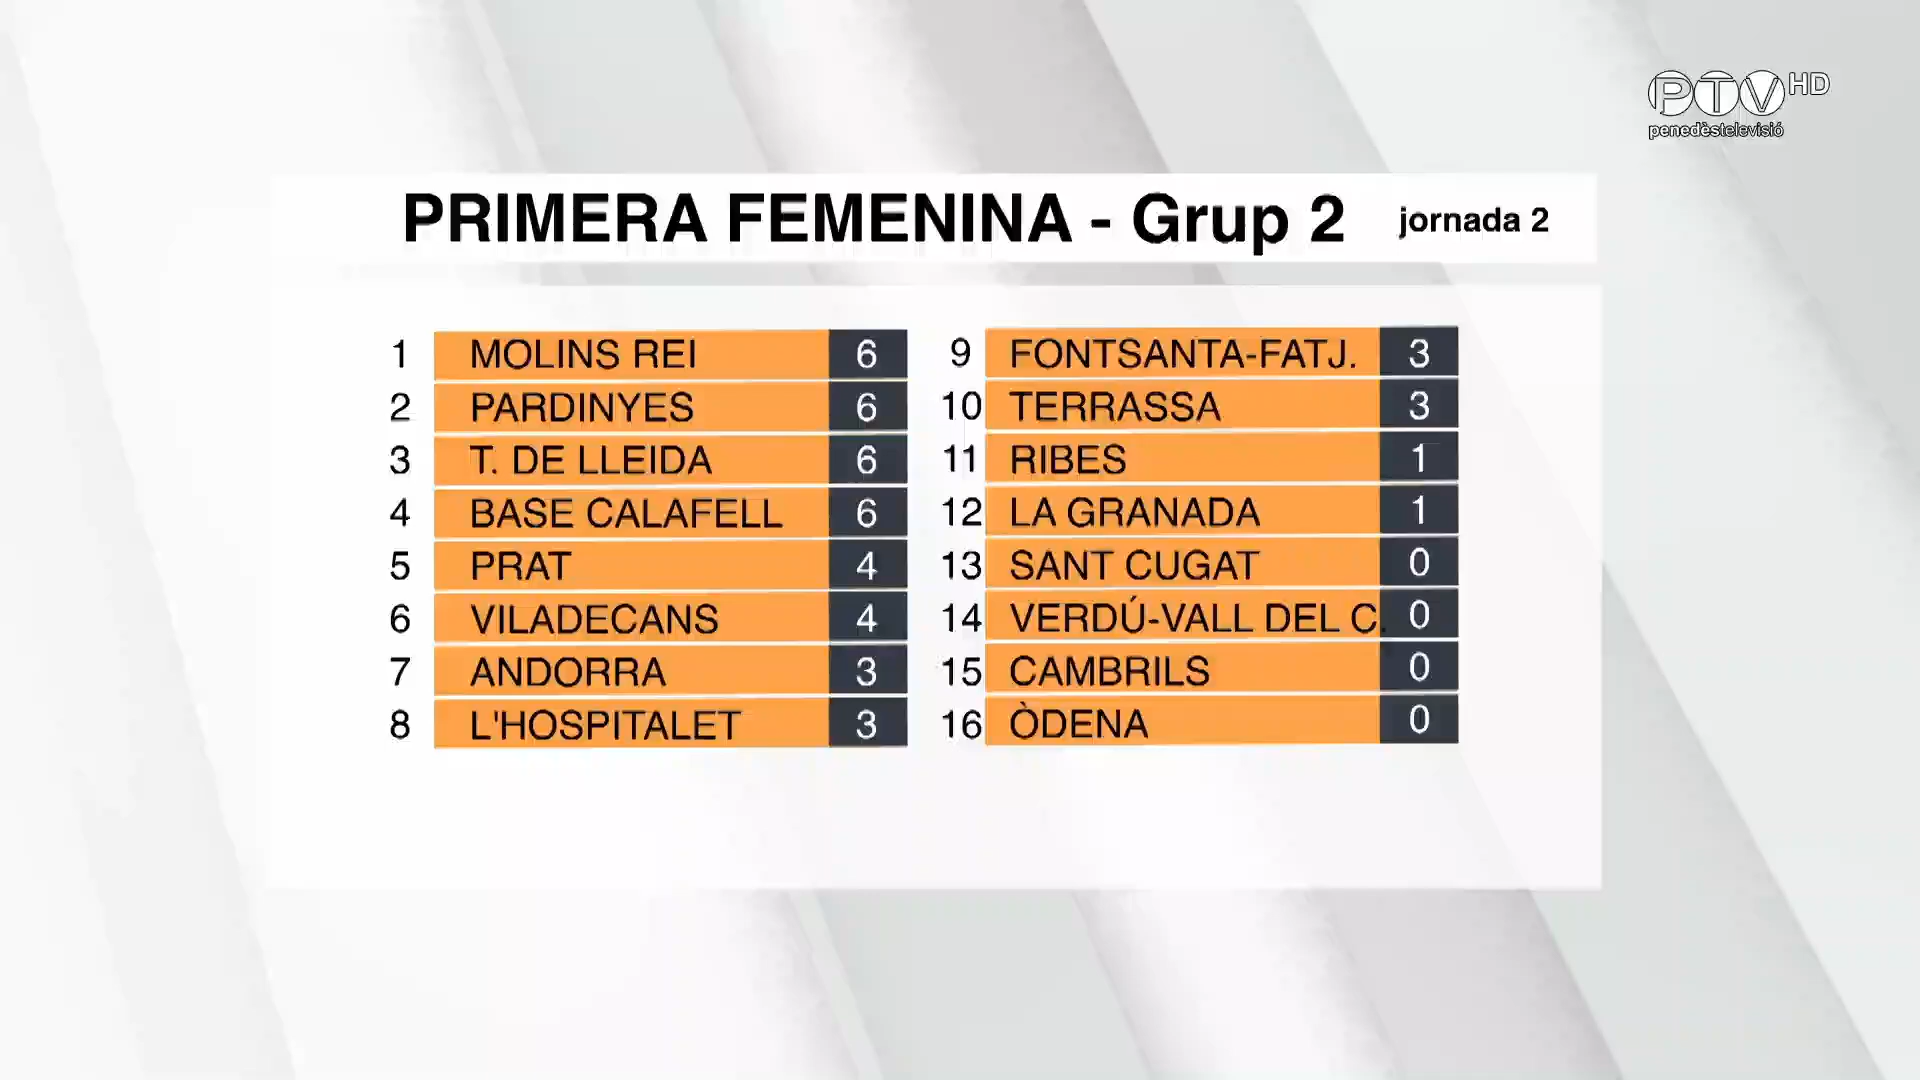 PTV HD
penedèstelevisió
PRIMERA FEMENINA - Grup 2 jornada 2
1 MOLINS REI 6
2 PARDINYES 6
3 T. DE LLEIDA 6
4 BASE CALAFELL 6
5 PRAT 4
6 VILADECANS 4
7 ANDORRA 3
8 L'HOSPITALET 3
9 FONTSANTA-FATJ. 3
10 TERRASSA 3
11 RIBES 1
12 LA GRANADA 1
13 SANT CUGAT 0
14 VERDÚ-VALL DEL C. 0
15 CAMBRILS 0
16 ÒDENA 0